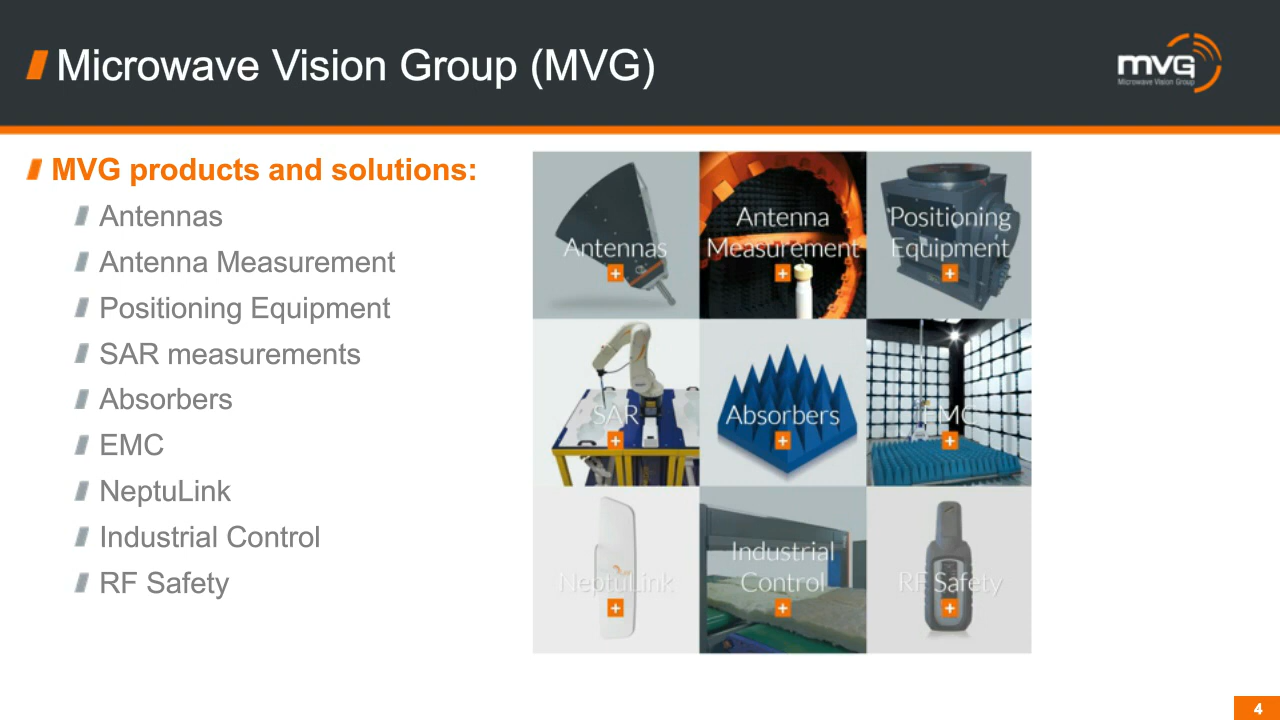 Microwave Vision Group (MVG)
mvg
Microwave Vision Group
MVG products and solutions:
Antennas
Antenna Measurement
Positioning Equipment
SAR measurements
Absorbers
EMC
NeptuLink
Industrial Control
RF Safety
Antennas
Antenna
Measurement
Positioning
Equipment
SAR
Absorbers
EMC
NeptuLink
Industrial
Control
RF Safety
4